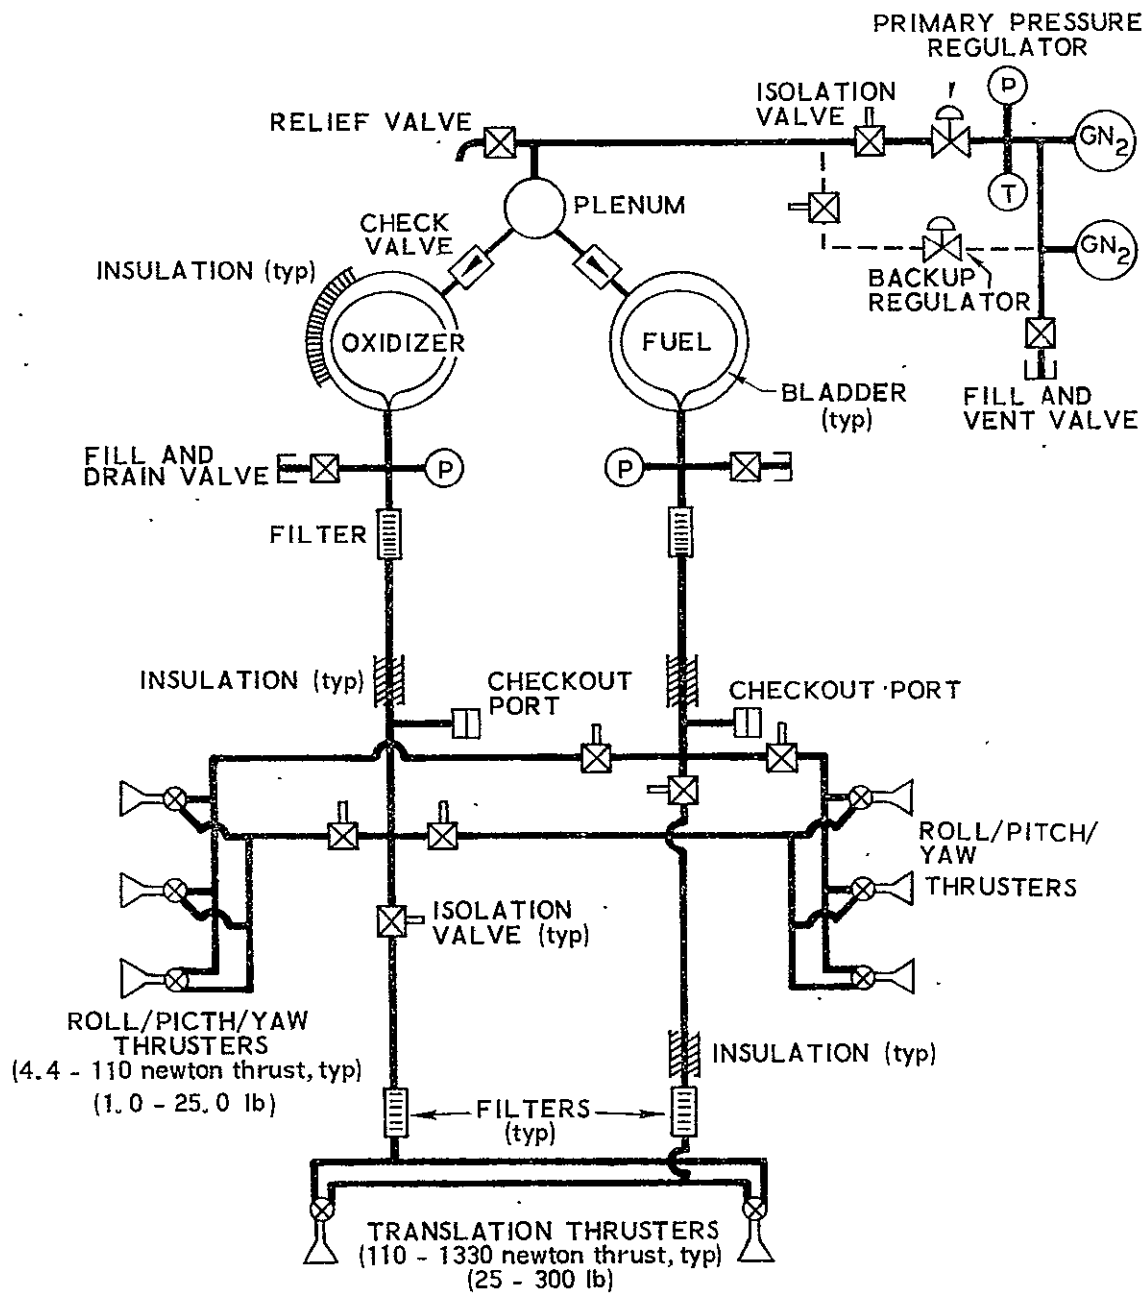 PRIMARY PRESSURE
REGULATOR
P
ISOLATION
VALVE
RELIEF VALVE
GN2
T
PLENUM
CHECK
VALVE
INSULATION (typ)
GN2
BACKUP
REGULATOR
OXIDIZER
FUEL
BLADDER
(typ)
FILL AND
VENT VALVE
FILL AND
DRAIN VALVE
P
P
FILTER
INSULATION (typ)
CHECKOUT
PORT
CHECKOUT PORT
ROLL/PITCH/
YAW
THRUSTERS
ISOLATION
VALVE (typ)
ROLL/PICTH/YAW
THRUSTERS
(4.4 - 110 newton thrust, typ)
(1.0 - 25.0 lb)
INSULATION (typ)
FILTERS
(typ)
TRANSLATION THRUSTERS
(110 - 1330 newton thrust, typ)
(25 - 300 lb)